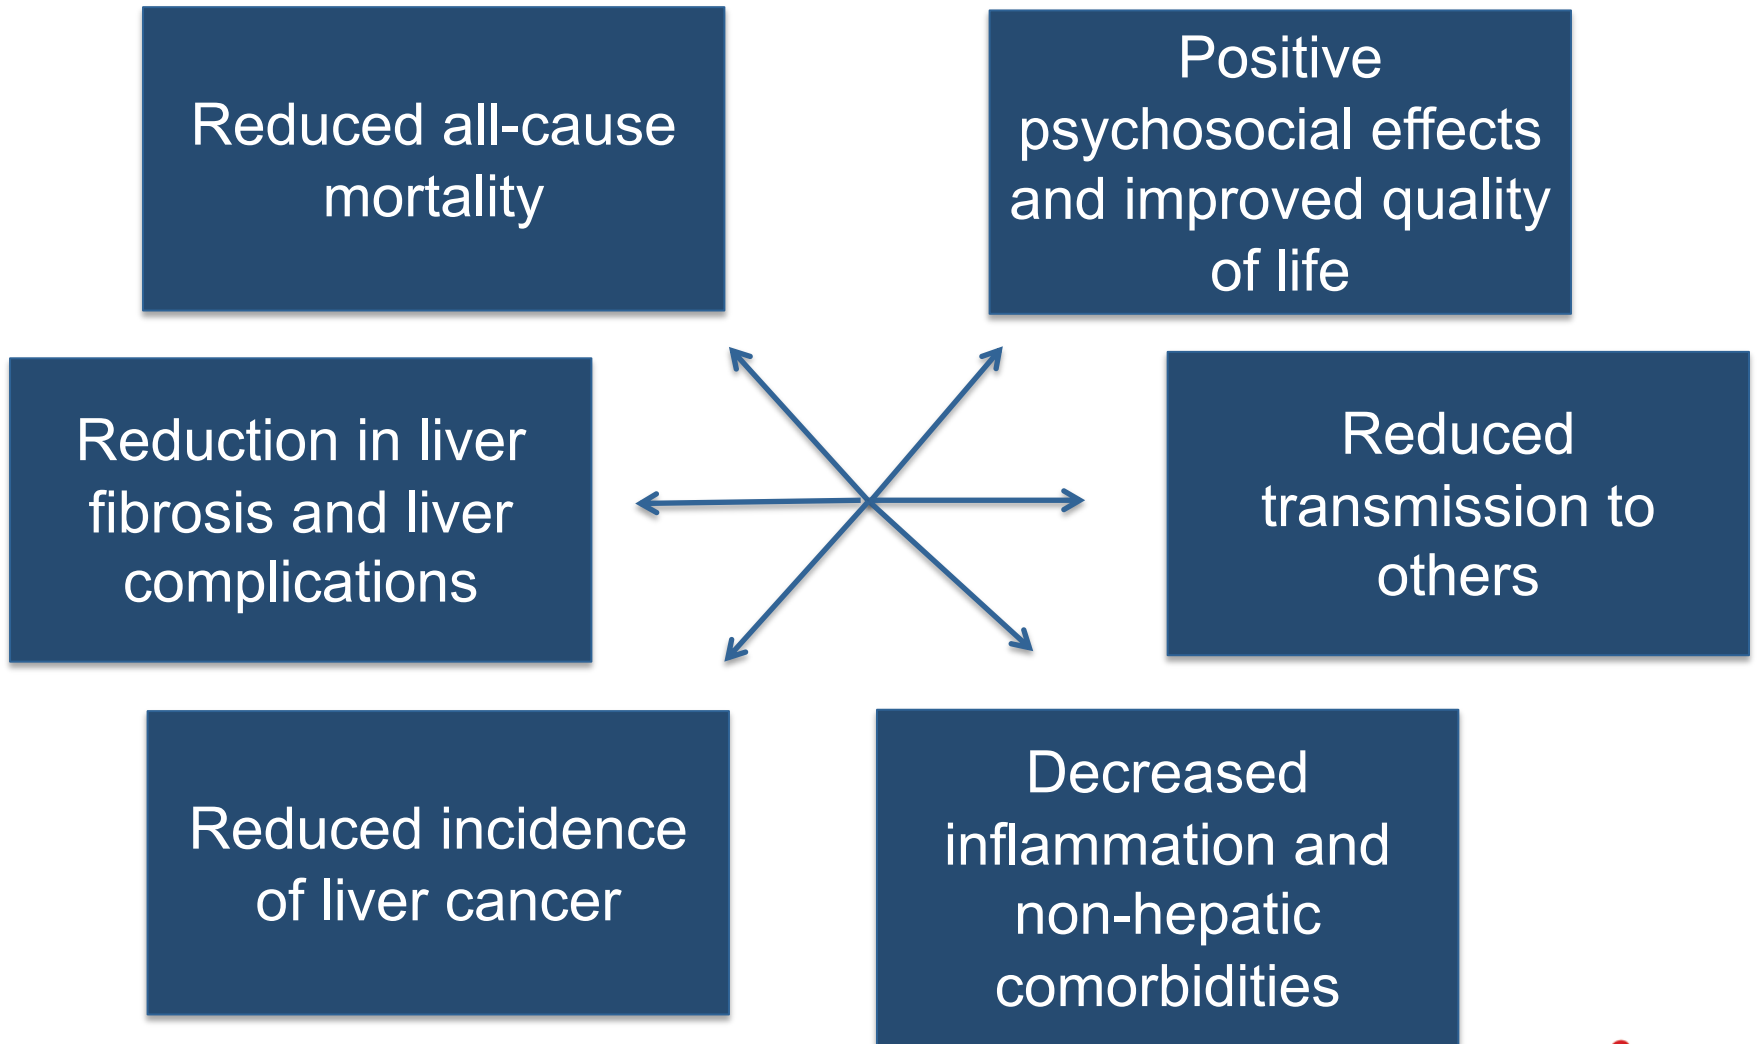 Reduced all-cause
mortality
Positive
psychosocial effects
and improved quality
of life
Reduction in liver
fibrosis and liver
complications
Reduced
transmission to
others
Reduced incidence
of liver cancer
Decreased
inflammation and
non-hepatic
comorbidities